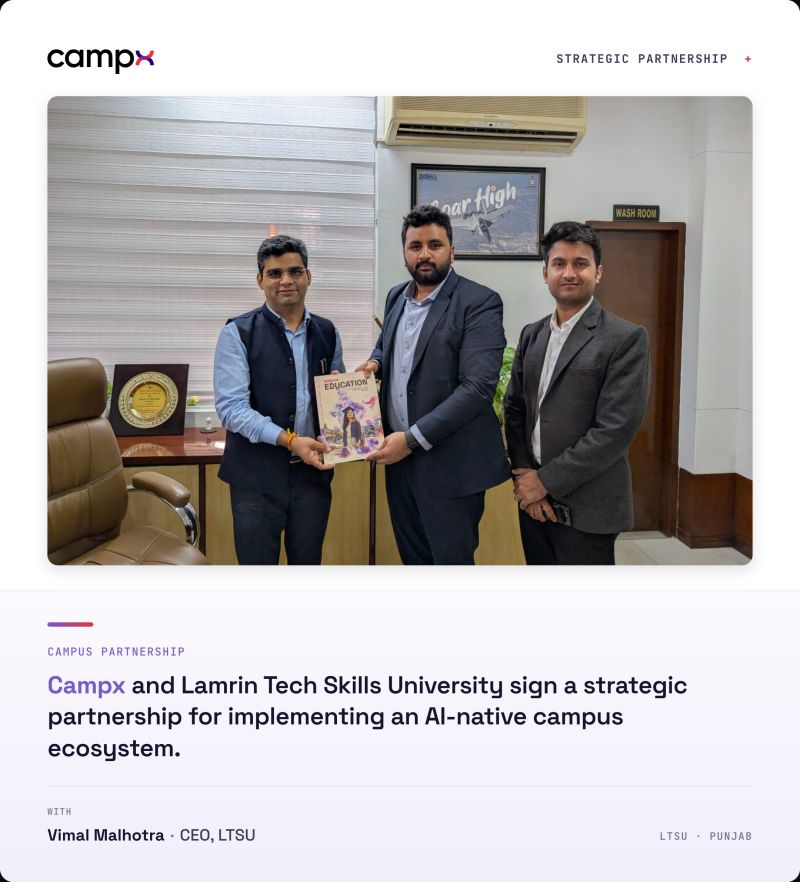 campx
STRATEGIC PARTNERSHIP +
DISHA
Soar High
WASH ROOM
EDUCATION
CAMPUS PARTNERSHIP
Campx and Lamrin Tech Skills University sign a strategic
partnership for implementing an AI-native campus
ecosystem.
WITH
Vimal Malhotra · CEO, LTSU
LTSU · PUNJAB